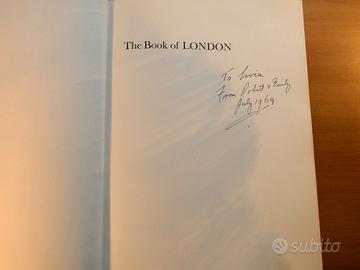 The Book of LONDON
To Livia
From Robert & Emily
July 1969.
subito